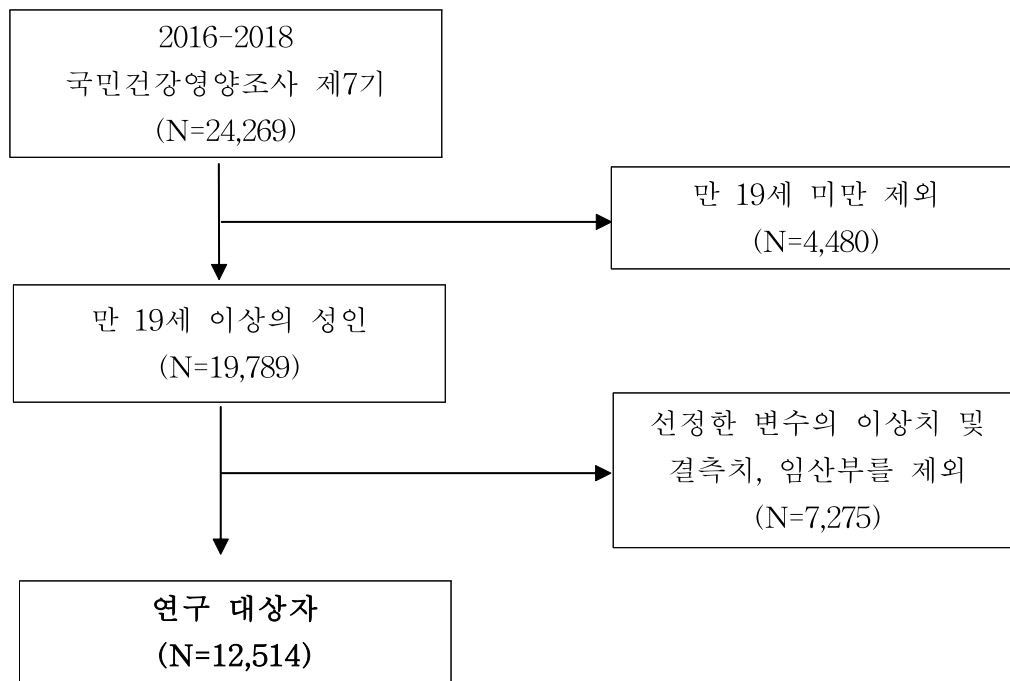 2016-2018
국민건강영양조사 제7기
(N=24,269)
만 19세 미만 제외
(N=4,480)
만 19세 이상의 성인
(N=19,789)
선정한 변수의 이상치 및
결측치, 임산부를 제외
(N=7,275)
연구 대상자
(N=12,514)